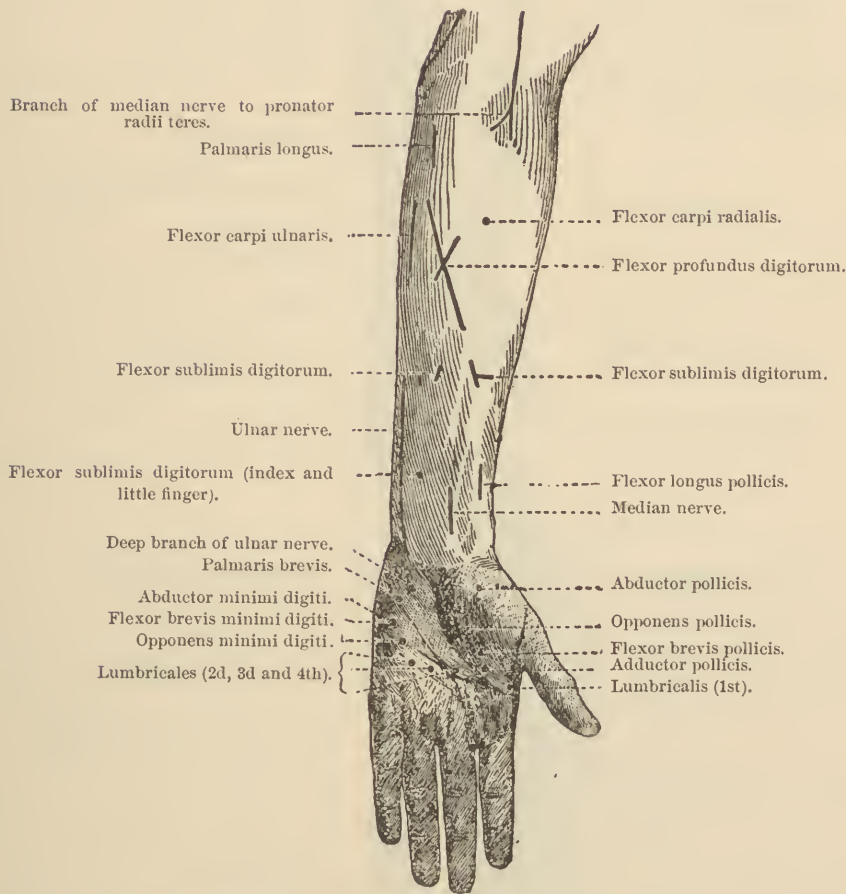 Branch of median nerve to pronator
radii teres.
Palmaris longus.
Flexor carpi ulnaris.
Flexor sublimis digitorum.
Ulnar nerve.
Flexor sublimis digitorum (index and
little finger).
Deep branch of ulnar nerve.
Palmaris brevis.
Abductor minimi digiti.
Flexor brevis minimi digiti.
Opponens minimi digiti.
Lumbricales (2d, 3d and 4th).
Flexor carpi radialis.
Flexor profundus digitorum.
Flexor sublimis digitorum.
Flexor longus pollicis.
Median nerve.
Abductor pollicis.
Opponens pollicis.
Flexor brevis pollicis.
Adductor pollicis.
Lumbricalis (1st).